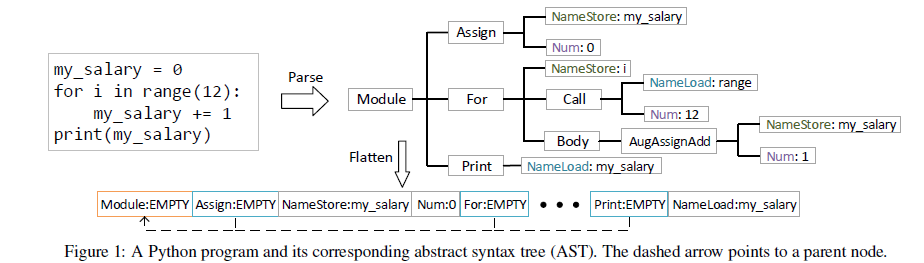 my_salary = 0
for i in range(12):
    my_salary += 1
print(my_salary)
Parse
Module
Assign
NameStore: my_salary
Num: 0
For
NameStore: i
Call
NameLoad: range
Num: 12
Body
AugAssignAdd
NameStore: my_salary
Num: 1
Print
NameLoad: my_salary
Flatten
Module:EMPTY Assign:EMPTY NameStore:my_salary Num:0 For:EMPTY • • • Print:EMPTY NameLoad:my_salary
Figure 1: A Python program and its corresponding abstract syntax tree (AST). The dashed arrow points to a parent node.